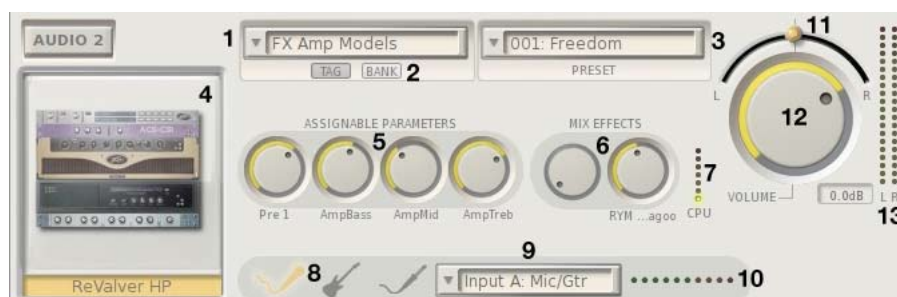 AUDIO 2
1
FX Amp Models
001: Freedom
3
TAG
BANK
2
PRESET
11
L
R
12
4
ASSIGNABLE PARAMETERS
5
MIX EFFECTS
6
7
Pre 1
AmpBass
AmpMid
AmpTreb
RYM ...agoo
CPU
VOLUME
0.0dB
L R
13
9
8
Input A: Mic/Gtr
10
ReValver HP